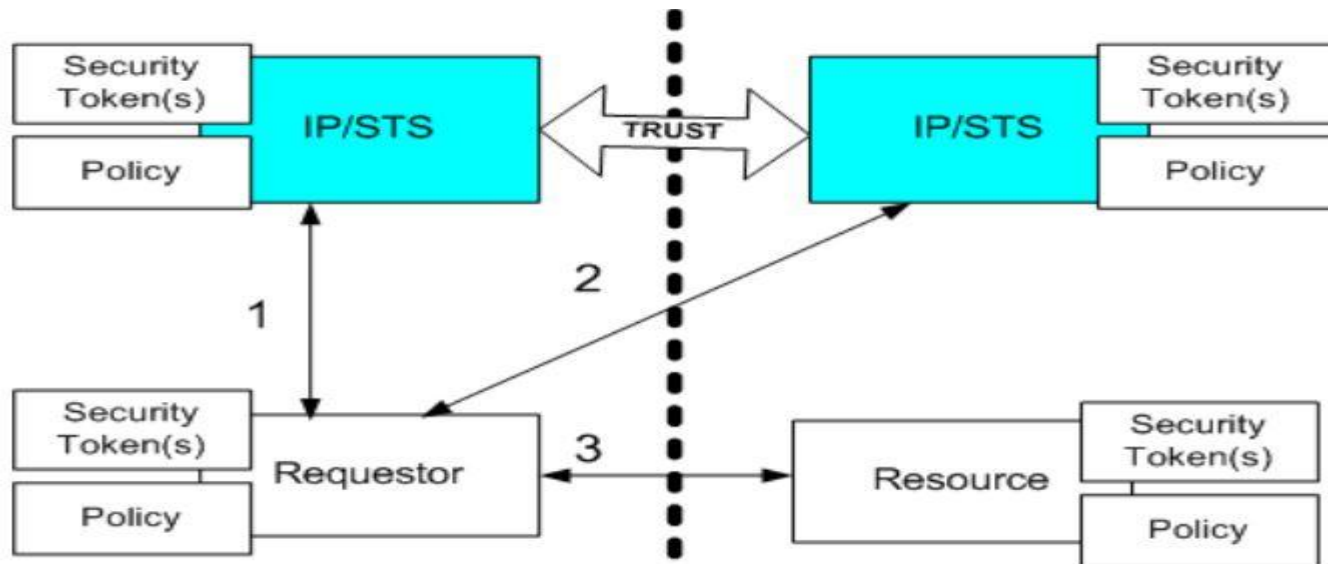 Security
Token(s)
IP/STS
Policy
TRUST
IP/STS
Security
Token(s)
Policy
1
2
Security
Token(s)
Requestor
Policy
3
Resource
Security
Token(s)
Policy